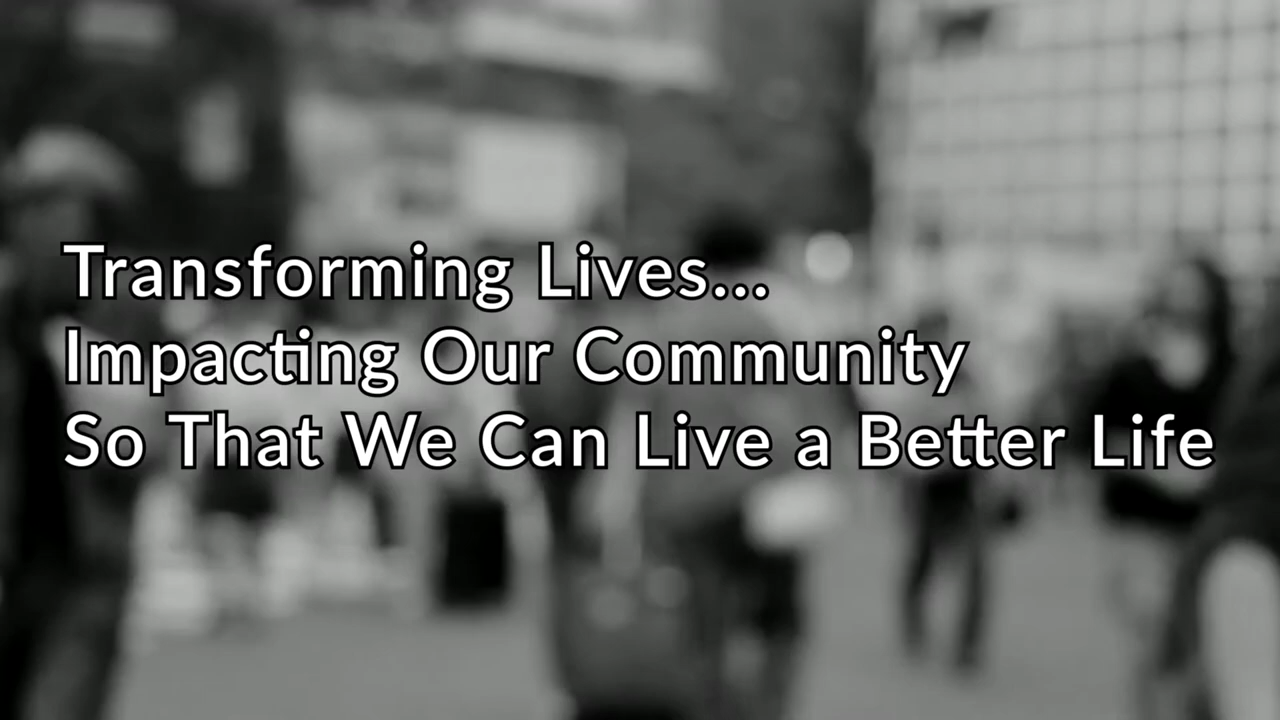 Transforming Lives...
Impacting Our Community
So That We Can Live a Better Life